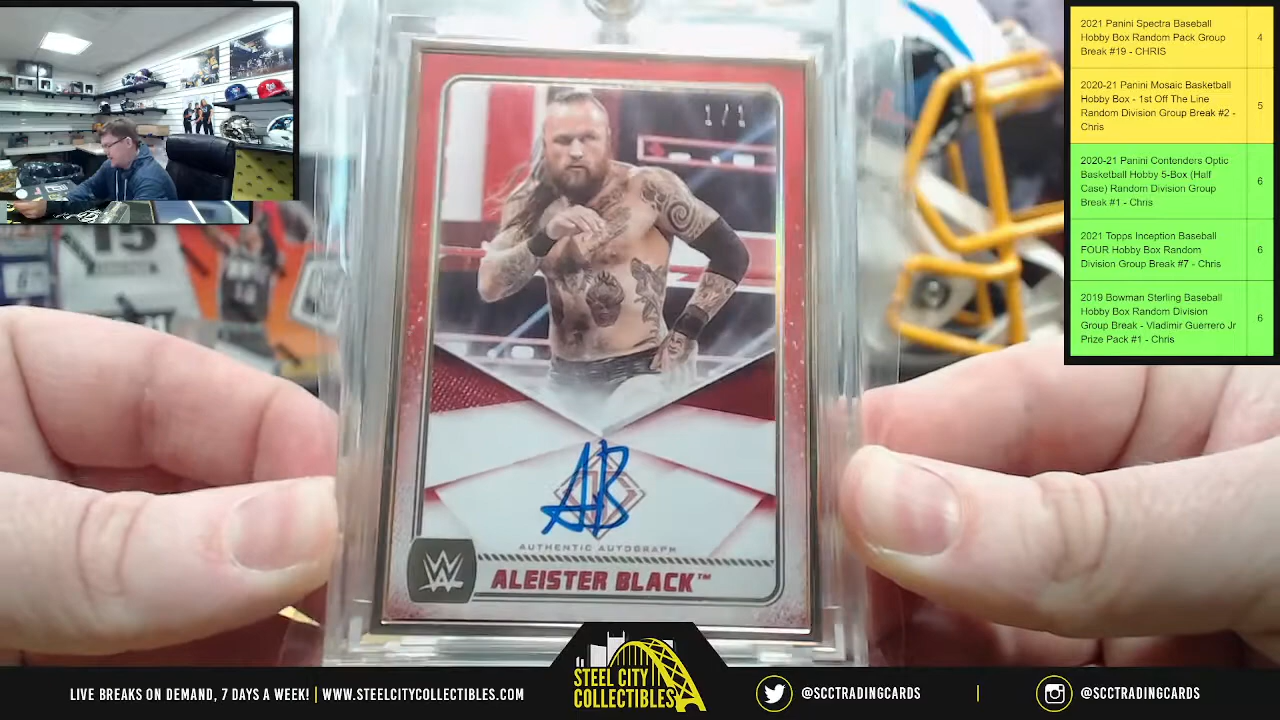 2021 Panini Spectra Baseball
Hobby Box Random Pack Group
Break #19 - CHRIS
4
2020-21 Panini Mosaic Basketball
Hobby Box - 1st Off The Line
Random Division Group Break #2 -
Chris
5
2020-21 Panini Contenders Optic
Basketball Hobby 5-Box (Half
Case) Random Division Group
Break #1 - Chris
6
2021 Topps Inception Baseball
FOUR Hobby Box Random
Division Group Break #7 - Chris
6
2019 Bowman Sterling Baseball
Hobby Box Random Division
Group Break - Vladimir Guerrero Jr
Prize Pack #1 - Chris
6
1/1
15
AB
AUTHENTIC AUTOGRAPH
W
ALEISTER BLACK™
LIVE BREAKS ON DEMAND, 7 DAYS A WEEK! | WWW.STEELCITYCOLLECTIBLES.COM
STEEL CITY
COLLECTIBLES
@SCCTRADINGCARDS
@SCCTRADINGCARDS